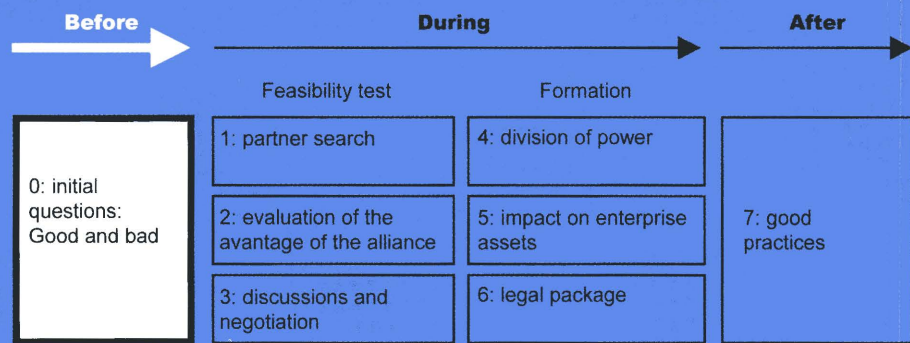 Before
During
After
Feasibility test
Formation
0: initial
questions:
Good and bad
1: partner search
2: evaluation of the
avantage of the alliance
3: discussions and
negotiation
4: division of power
5: impact on enterprise
assets
6: legal package
7: good
practices